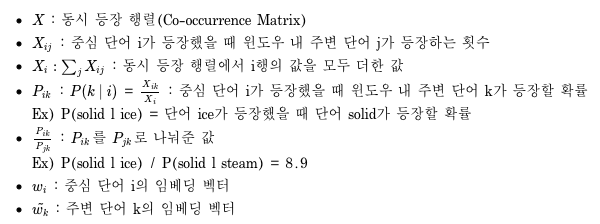 • X : 동시 등장 행렬(Co-occurrence Matrix)
• X_{ij} : 중심 단어 i가 등장했을 때 윈도우 내 주변 단어 j가 등장하는 횟수
• X_i : ∑_j X_{ij} : 동시 등장 행렬에서 i행의 값을 모두 더한 값
• P_{ik} : P(k | i) = \frac{X_{ik}}{X_i} : 중심 단어 i가 등장했을 때 윈도우 내 주변 단어 k가 등장할 확률
Ex) P(solid l ice) = 단어 ice가 등장했을 때 단어 solid가 등장할 확률
• \frac{P_{ik}}{P_{jk}} : P_{ik}를 P_{jk}로 나눠준 값
Ex) P(solid l ice) / P(solid l steam) = 8.9
• w_i : 중심 단어 i의 임베딩 벡터
• \tilde{w_k} : 주변 단어 k의 임베딩 벡터